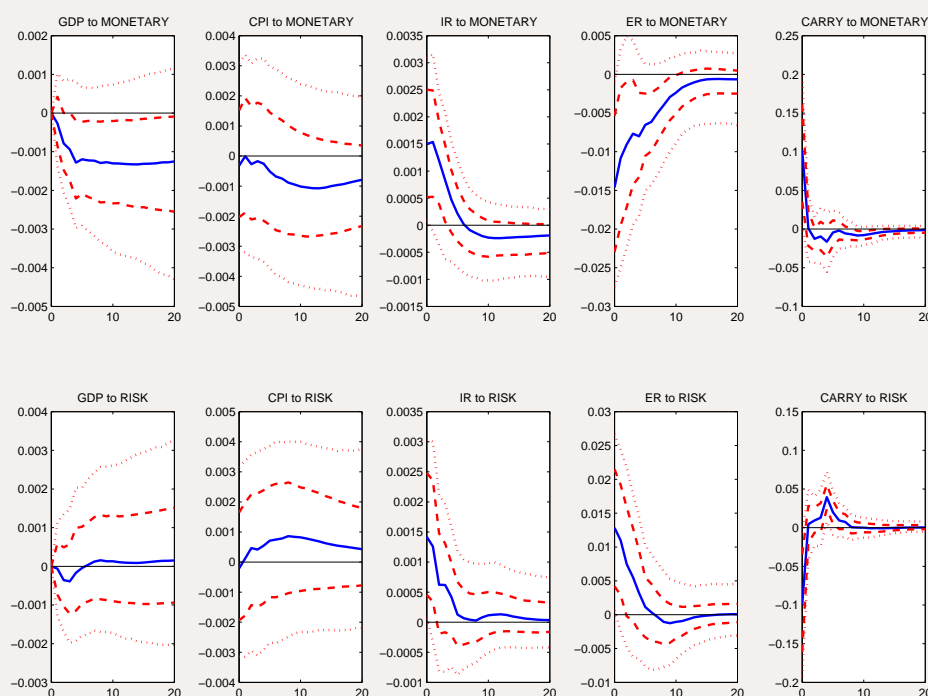 GDP to MONETARY CPI to MONETARY IR to MONETARY ER to MONETARY CARRY to MONETARY
0.002 0.004 0.0035 0.005 0.25
0.001 0.003 0.003 0 0.2
0 0.002 0.0025 −0.005 0.15
−0.001 0.001 0.002 −0.01 0.1
−0.002 0 0.0015 −0.015 0.05
−0.003 −0.001 0.001 −0.02 0
−0.004 −0.002 0.0005 −0.025 −0.05
−0.005 −0.003 0 −0.03 −0.1
−0.004 −0.0005
−0.005 −0.001
−0.0015
0 10 20 0 10 20 0 10 20 0 10 20 0 10 20
GDP to RISK CPI to RISK IR to RISK ER to RISK CARRY to RISK
0.004 0.005 0.0035 0.03 0.15
0.003 0.004 0.003 0.025 0.1
0.002 0.003 0.0025 0.02 0.05
0.001 0.002 0.002 0.015 0
0 0.001 0.0015 0.01 −0.05
−0.001 0 0.001 0.005 −0.1
−0.002 −0.001 0.0005 0 −0.15
−0.003 −0.002 0 −0.005 −0.2
−0.003 −0.0005 −0.01
−0.004 −0.001
0 10 20 0 10 20 0 10 20 0 10 20 0 10 20